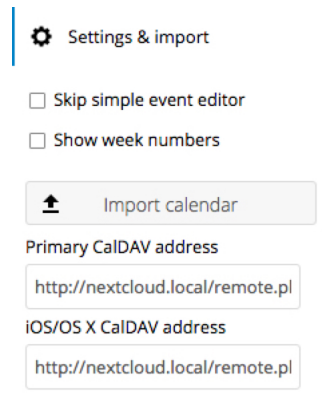 Settings & import
Skip simple event editor
Show week numbers
Import calendar
Primary CalDAV address
http://nextcloud.local/remote.pl
iOS/OS X CalDAV address
http://nextcloud.local/remote.pl